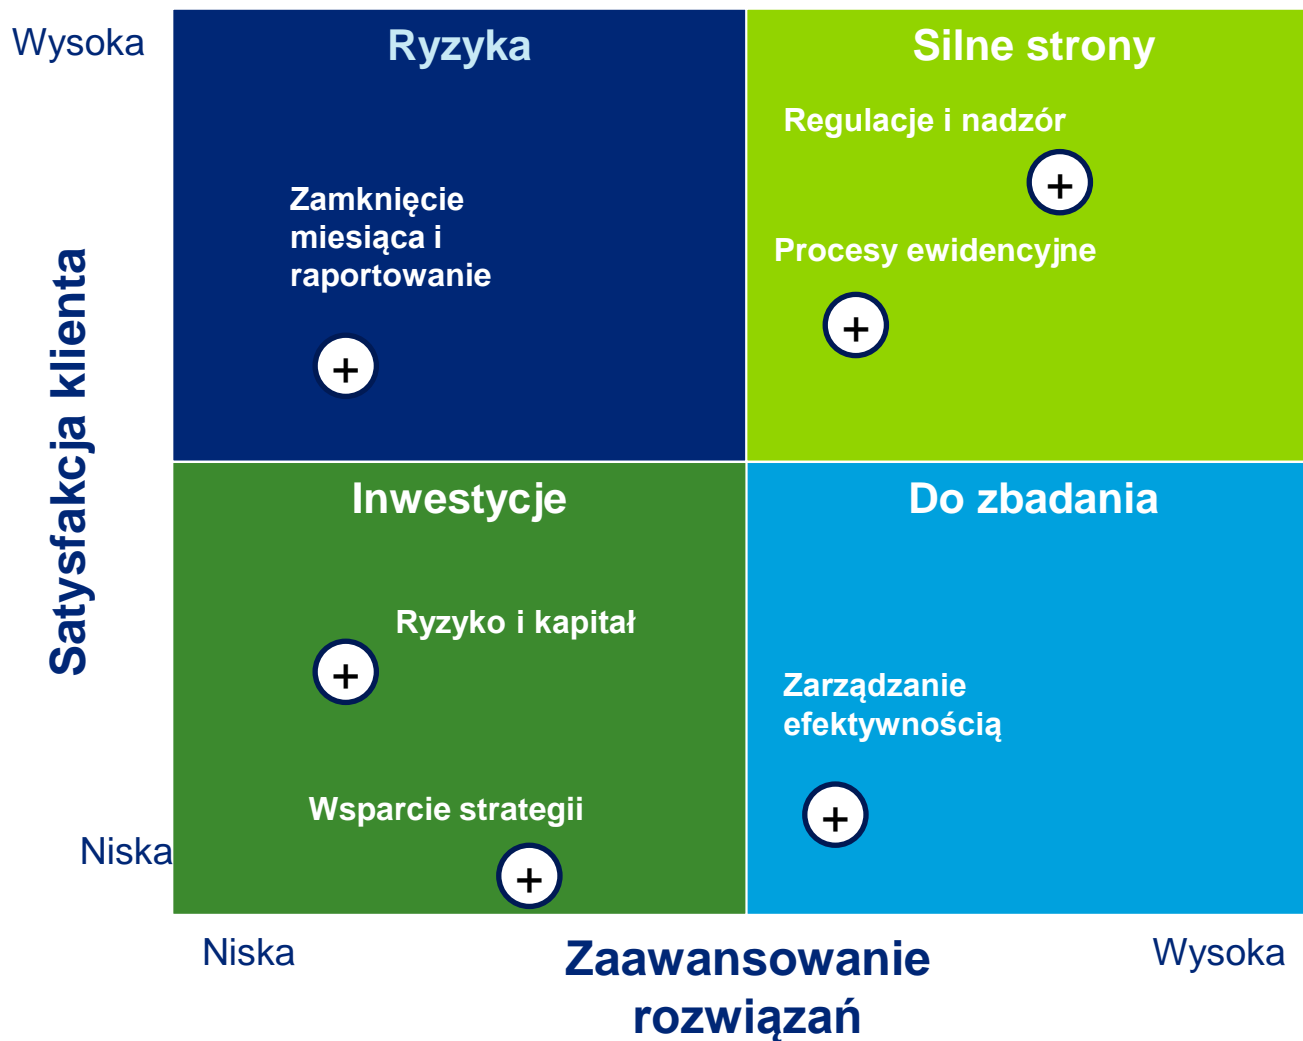 Wysoka
Ryzyka
Silne strony
Regulacje i nadzór
+
Zamknięcie
miesiąca i
raportowanie
+
Procesy ewidencyjne
+
Satysfakcja klienta
Inwestycje
Do zbadania
Ryzyko i kapitał
+
Zarządzanie
efektywnością
+
Wsparcie strategii
+
Niska
Niska
Zaawansowanie
rozwiązań
Wysoka